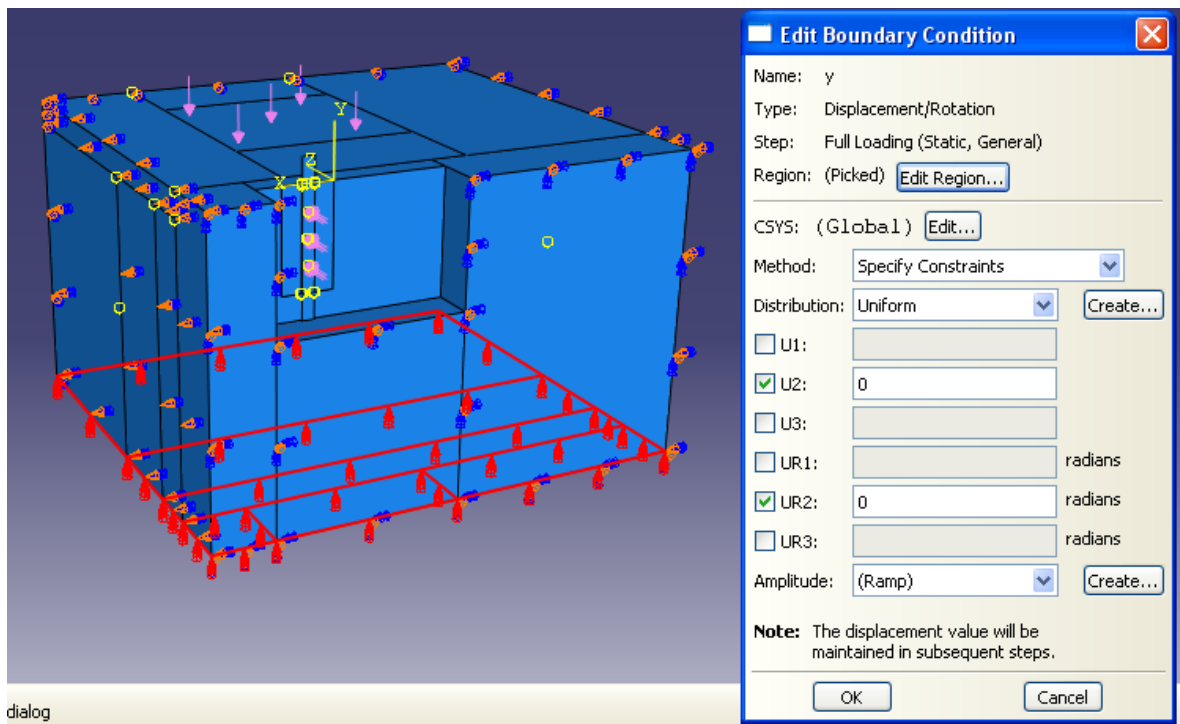 Y
Z
X
dialog
Edit Boundary Condition
Name: y
Type: Displacement/Rotation
Step: Full Loading (Static, General)
Region: (Picked) Edit Region...
CSYS: (Global) Edit...
Method: Specify Constraints
Distribution: Uniform Create...
U1:
U2: 0
U3:
UR1: radians
UR2: 0 radians
UR3: radians
Amplitude: (Ramp) Create...
Note: The displacement value will be
maintained in subsequent steps.
OK Cancel